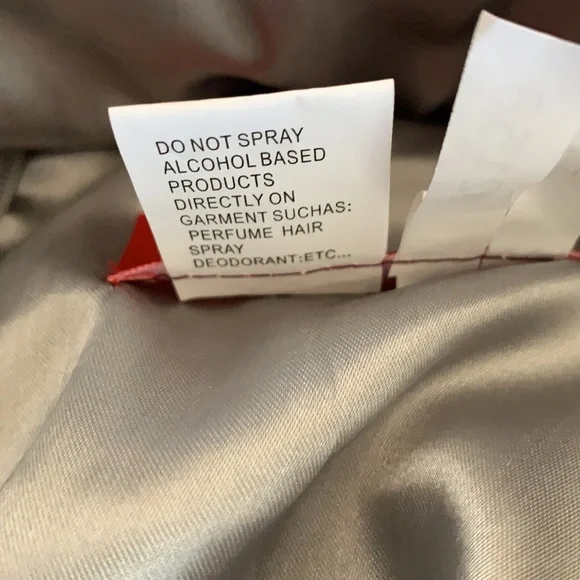 DO NOT SPRAY
ALCOHOL BASED
PRODUCTS
DIRECTLY ON
GARMENT SUCHAS:
PERFUME HAIR
SPRAY
DEODORANT:ETC...